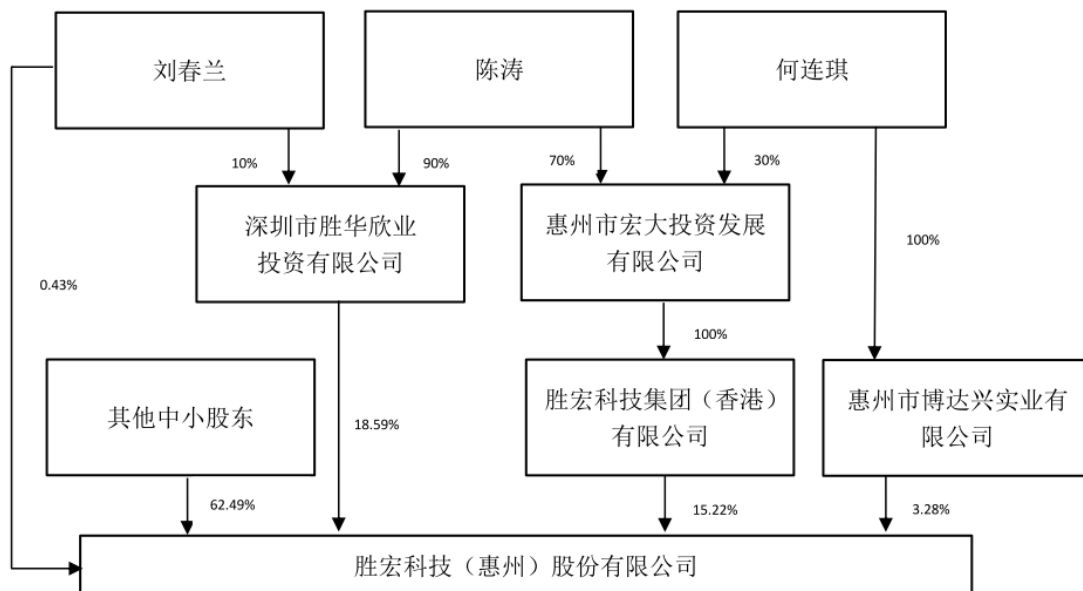 刘春兰
陈涛
何连琪
10%
90%
70%
30%
深圳市胜华欣业
投资有限公司
惠州市宏大投资发展
有限公司
100%
0.43%
100%
其他中小股东
18.59%
胜宏科技集团（香港）
有限公司
惠州市博达兴实业有
限公司
62.49%
15.22%
3.28%
胜宏科技（惠州）股份有限公司